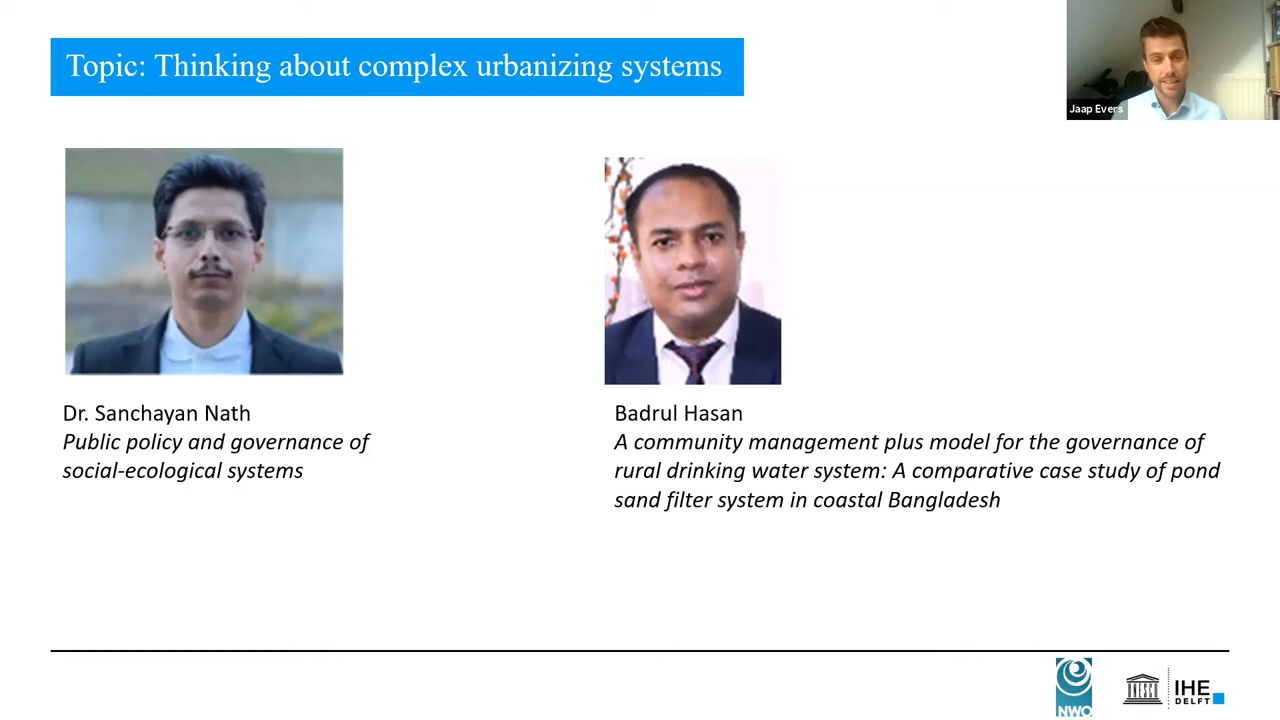 Topic: Thinking about complex urbanizing systems
Jaap Evers
Dr. Sanchayan Nath
Public policy and governance of
social-ecological systems
Badrul Hasan
A community management plus model for the governance of
rural drinking water system: A comparative case study of pond
sand filter system in coastal Bangladesh
NWO
UNESCO
IHE
DELFT